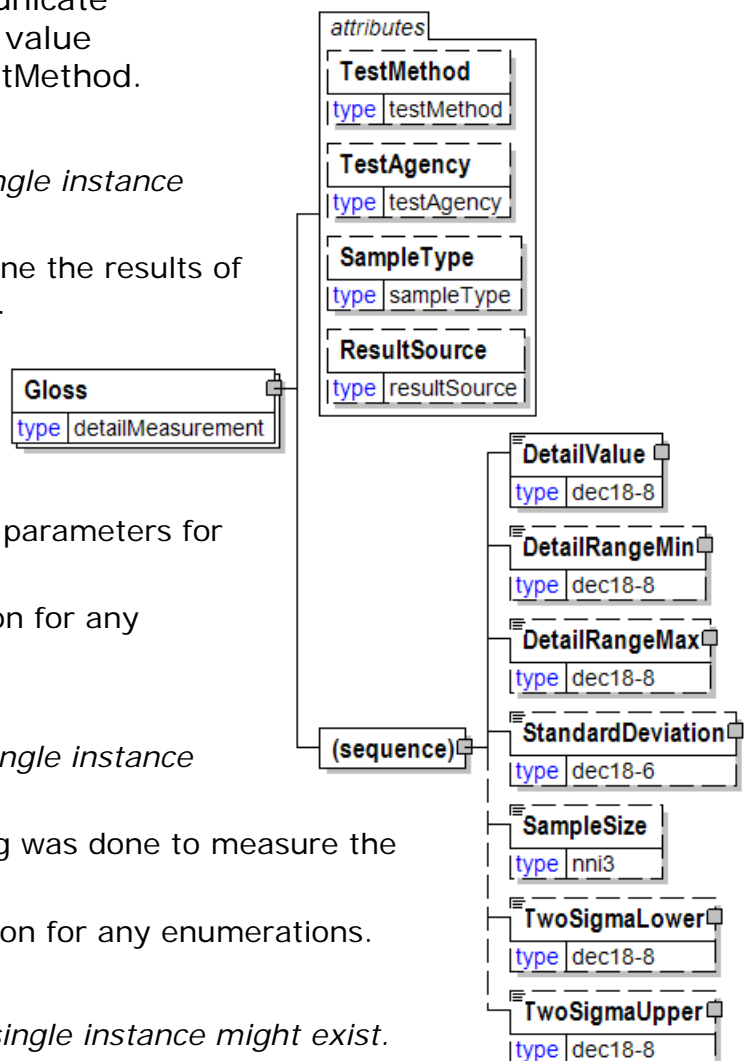 unicate
value
tMethod.
ngle instance
ne the results of
.
parameters for
on for any
ngle instance
g was done to measure the
on for any enumerations.
single instance might exist.
attributes
TestMethod
type testMethod
TestAgency
type testAgency
SampleType
type sampleType
ResultSource
type resultSource
Gloss
type detailMeasurement
(sequence)
DetailValue
type dec18-8
DetailRangeMin
type dec18-8
DetailRangeMax
type dec18-8
StandardDeviation
type dec18-6
SampleSize
type nni3
TwoSigmaLower
type dec18-8
TwoSigmaUpper
type dec18-8